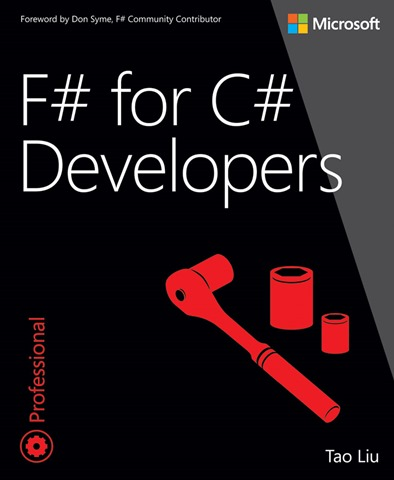 Foreword by Don Syme, F# Community Contributor
Microsoft
F# for C#
Developers
Professional
Tao Liu